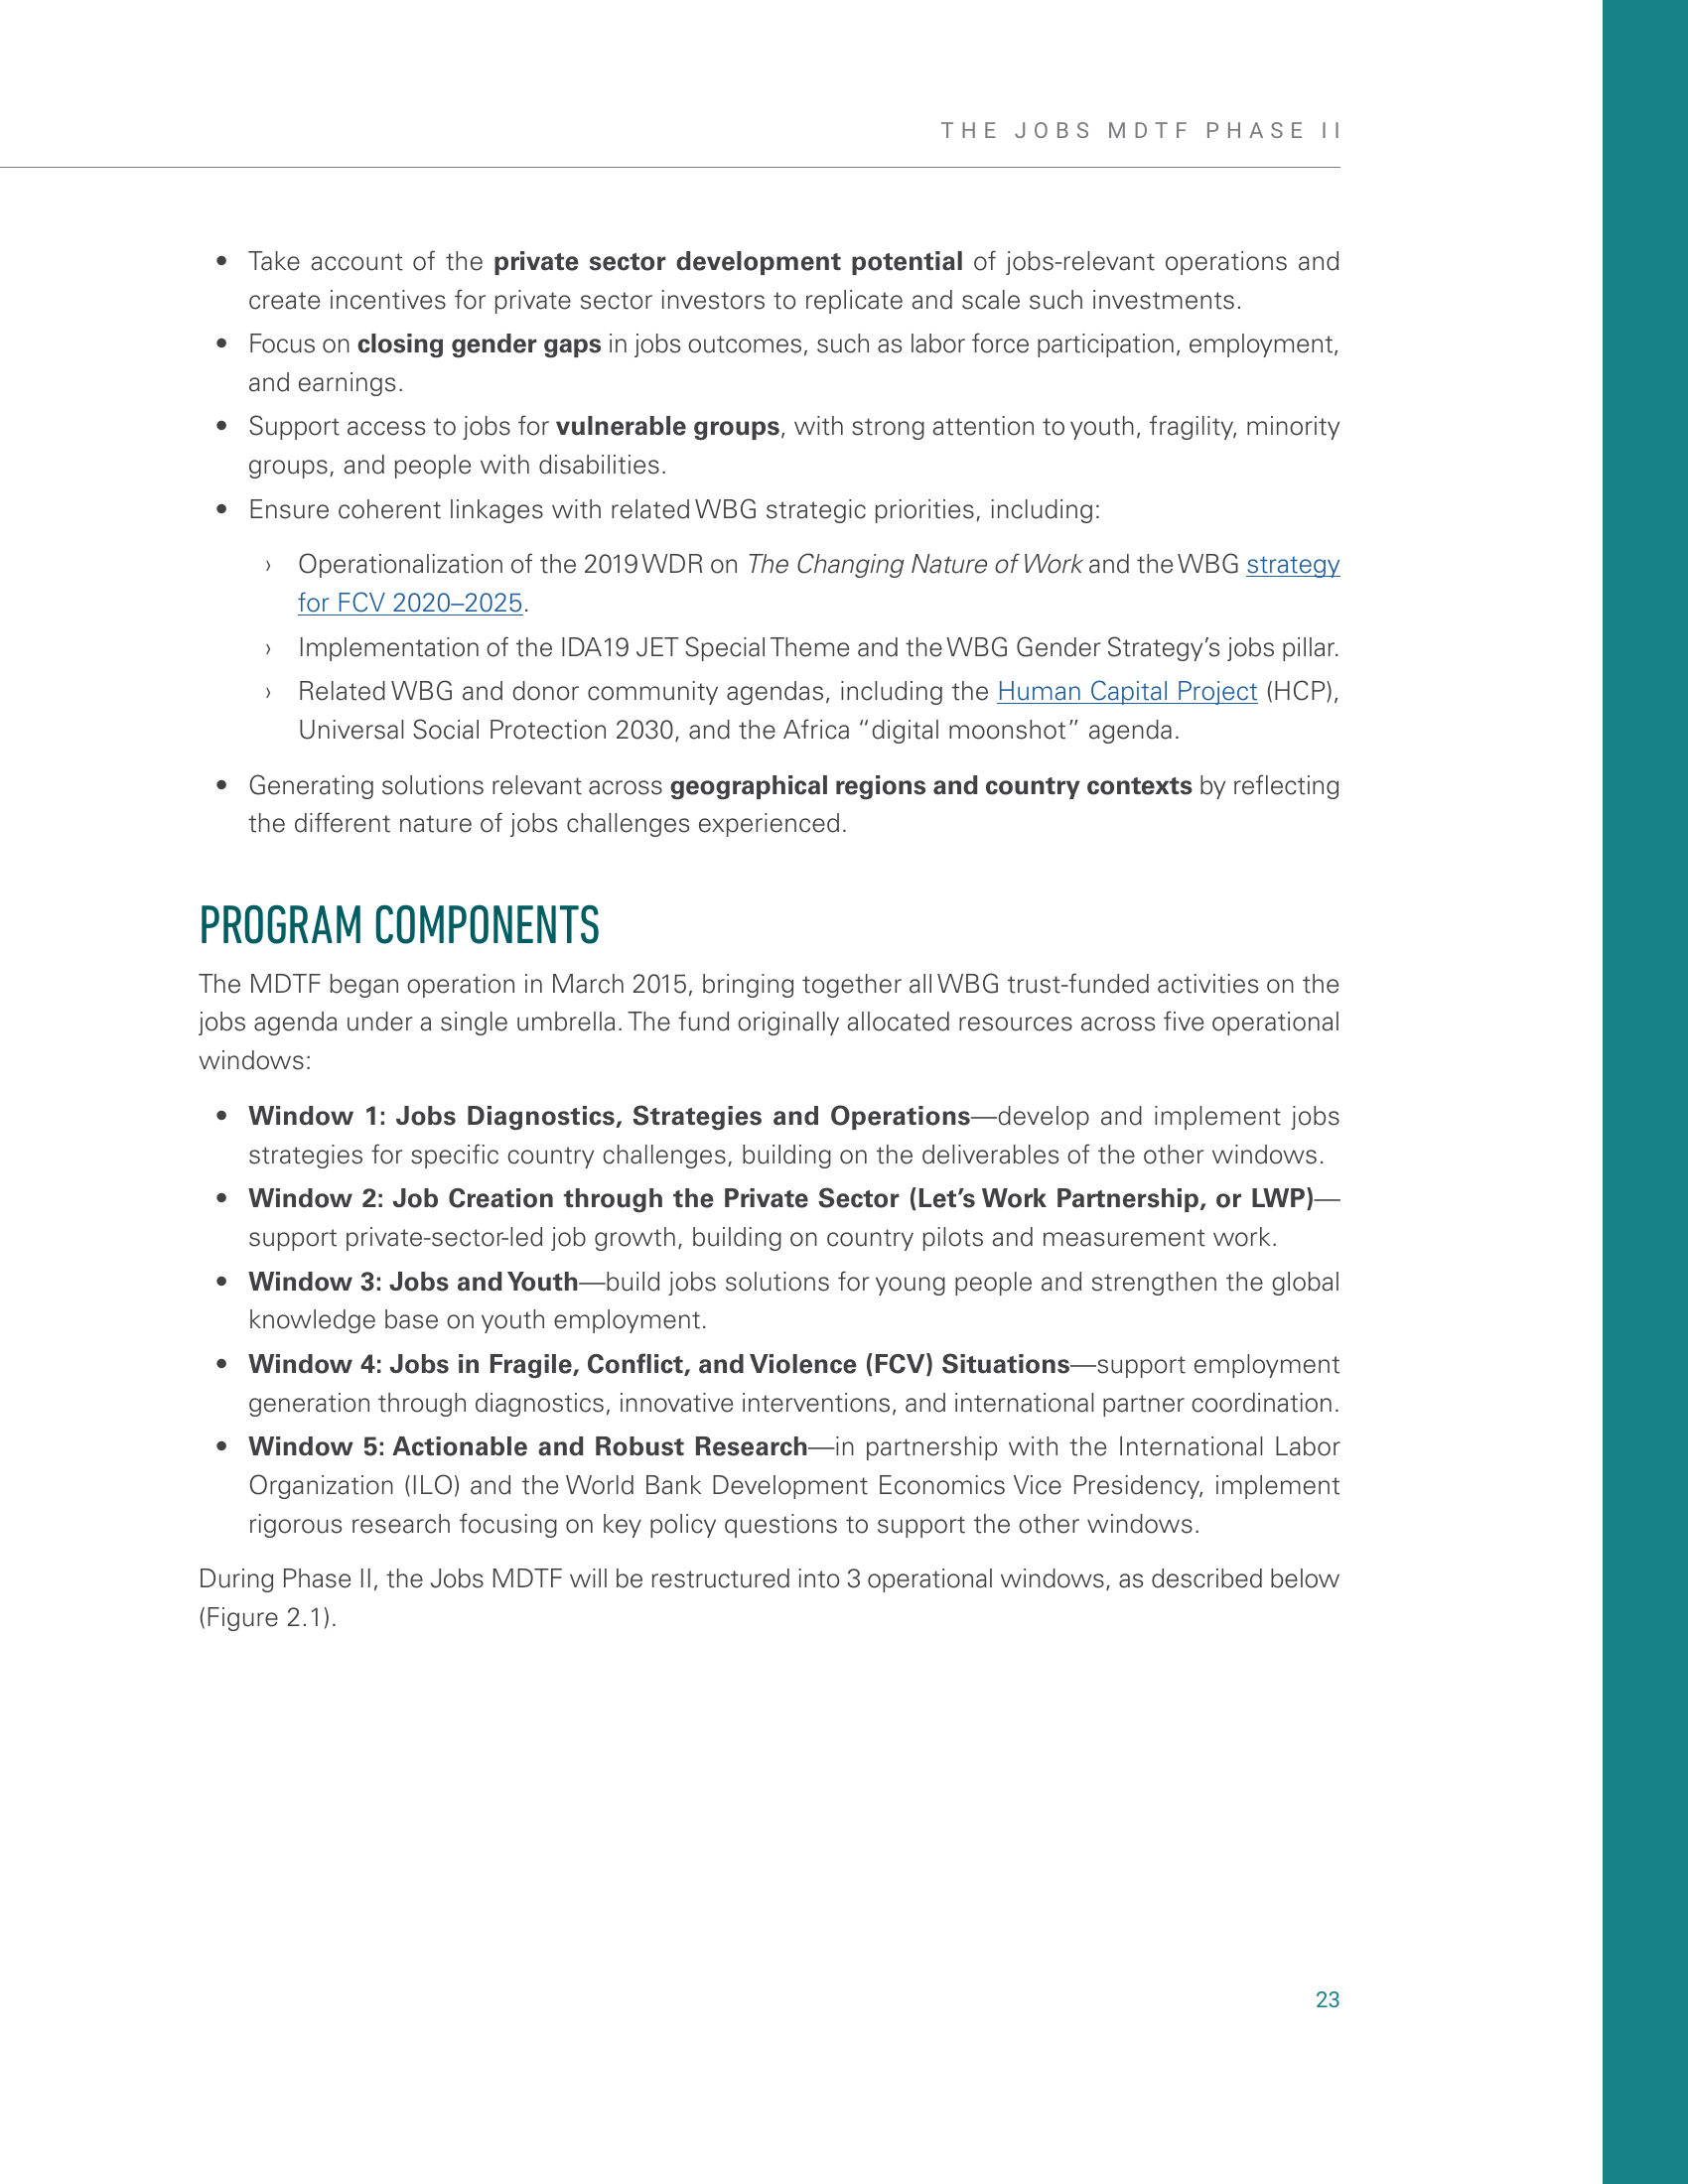 THE JOBS MDTF PHASE II
• Take account of the private sector development potential of jobs-relevant operations and
create incentives for private sector investors to replicate and scale such investments.
• Focus on closing gender gaps in jobs outcomes, such as labor force participation, employment,
and earnings.
• Support access to jobs for vulnerable groups, with strong attention to youth, fragility, minority
groups, and people with disabilities.
• Ensure coherent linkages with related WBG strategic priorities, including:
› Operationalization of the 2019 WDR on The Changing Nature of Work and the WBG strategy
for FCV 2020–2025.
› Implementation of the IDA19 JET Special Theme and the WBG Gender Strategy’s jobs pillar.
› Related WBG and donor community agendas, including the Human Capital Project (HCP),
Universal Social Protection 2030, and the Africa “digital moonshot” agenda.
• Generating solutions relevant across geographical regions and country contexts by reflecting
the different nature of jobs challenges experienced.
PROGRAM COMPONENTS
The MDTF began operation in March 2015, bringing together all WBG trust-funded activities on the
jobs agenda under a single umbrella. The fund originally allocated resources across five operational
windows:
• Window 1: Jobs Diagnostics, Strategies and Operations—develop and implement jobs
strategies for specific country challenges, building on the deliverables of the other windows.
• Window 2: Job Creation through the Private Sector (Let’s Work Partnership, or LWP)—
support private-sector-led job growth, building on country pilots and measurement work.
• Window 3: Jobs and Youth—build jobs solutions for young people and strengthen the global
knowledge base on youth employment.
• Window 4: Jobs in Fragile, Conflict, and Violence (FCV) Situations—support employment
generation through diagnostics, innovative interventions, and international partner coordination.
• Window 5: Actionable and Robust Research—in partnership with the International Labor
Organization (ILO) and the World Bank Development Economics Vice Presidency, implement
rigorous research focusing on key policy questions to support the other windows.
During Phase II, the Jobs MDTF will be restructured into 3 operational windows, as described below
(Figure 2.1).
23